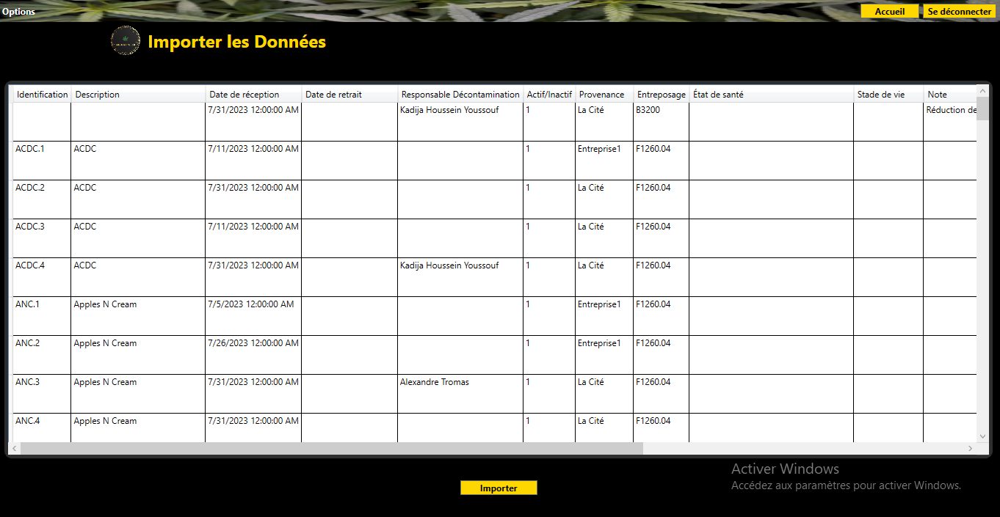 Options
Accueil
Se déconnecter
Importer les Données
Identification Description Date de réception Date de retrait Responsable Décontamination Actif/Inactif Provenance Entreposage État de santé Stade de vie Note
7/31/2023 12:00:00 AM Kadija Houssein Youssouf 1 La Cité B3200 Réduction de
ACDC.1 ACDC 7/11/2023 12:00:00 AM 1 Entreprise1 F1260.04
ACDC.2 ACDC 7/31/2023 12:00:00 AM 1 La Cité F1260.04
ACDC.3 ACDC 7/11/2023 12:00:00 AM 1 La Cité F1260.04
ACDC.4 ACDC 7/31/2023 12:00:00 AM Kadija Houssein Youssouf 1 La Cité F1260.04
ANC.1 Apples N Cream 7/5/2023 12:00:00 AM 1 Entreprise1 F1260.04
ANC.2 Apples N Cream 7/26/2023 12:00:00 AM 1 Entreprise1 F1260.04
ANC.3 Apples N Cream 7/31/2023 12:00:00 AM Alexandre Tromas 1 La Cité F1260.04
ANC.4 Apples N Cream 7/31/2023 12:00:00 AM 1 La Cité F1260.04
Activer Windows
Accédez aux paramètres pour activer Windows.
Importer